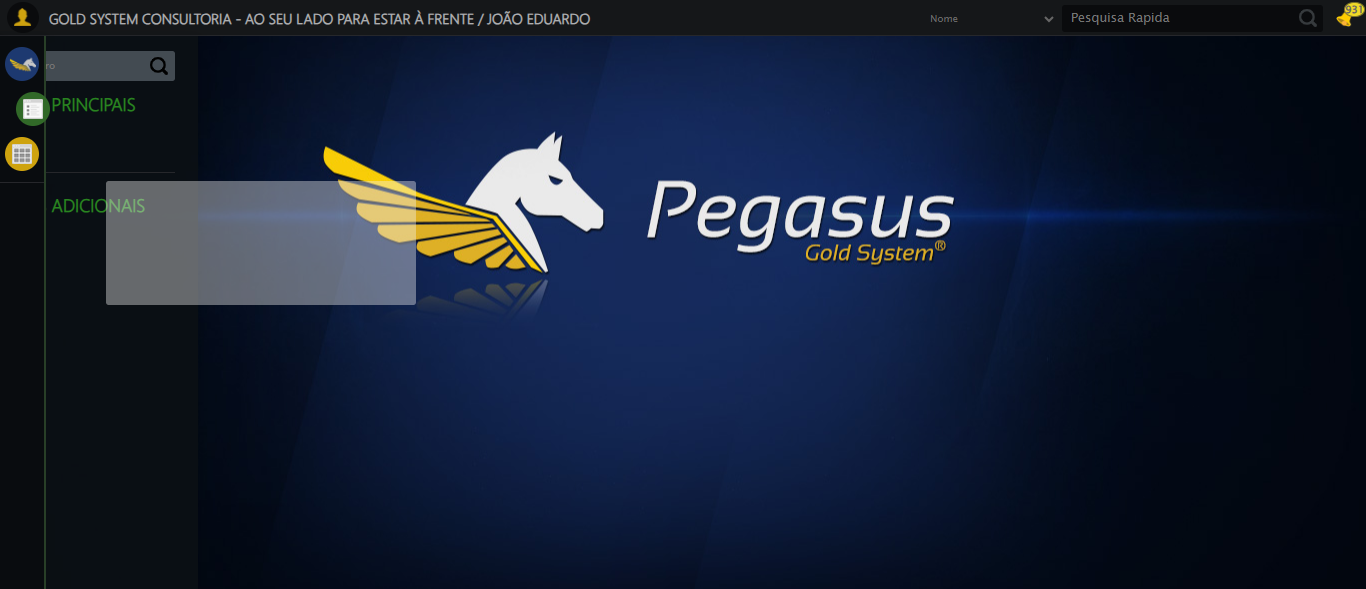 GOLD SYSTEM CONSULTORIA - AO SEU LADO PARA ESTAR À FRENTE / JOÃO EDUARDO
Nome
Pesquisa Rapida
931
ro
PRINCIPAIS
ADICIONAIS
Pegasus
Gold System®